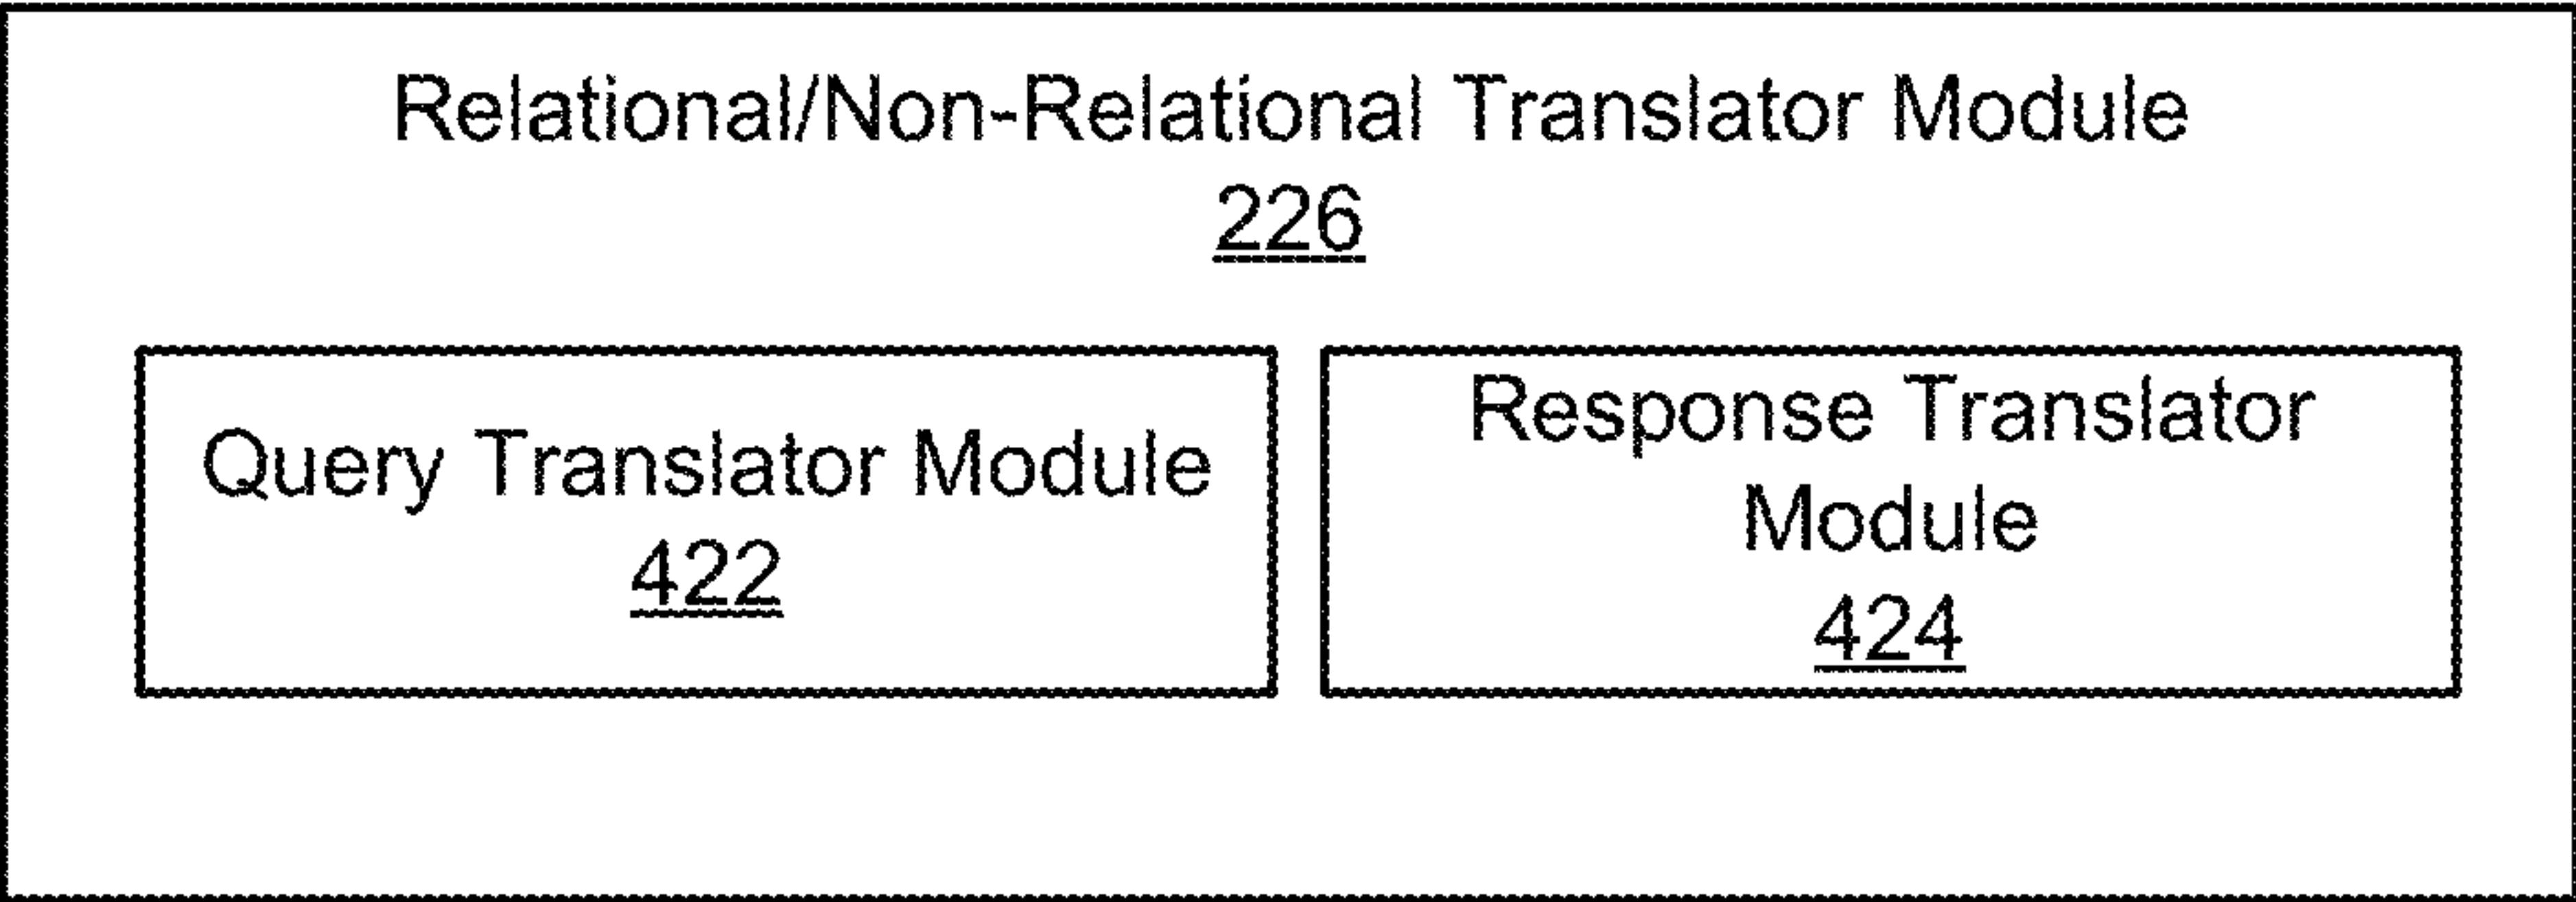 Relational/Non-Relational Translator Module
226
Query Translator Module
422
Response Translator
Module
424